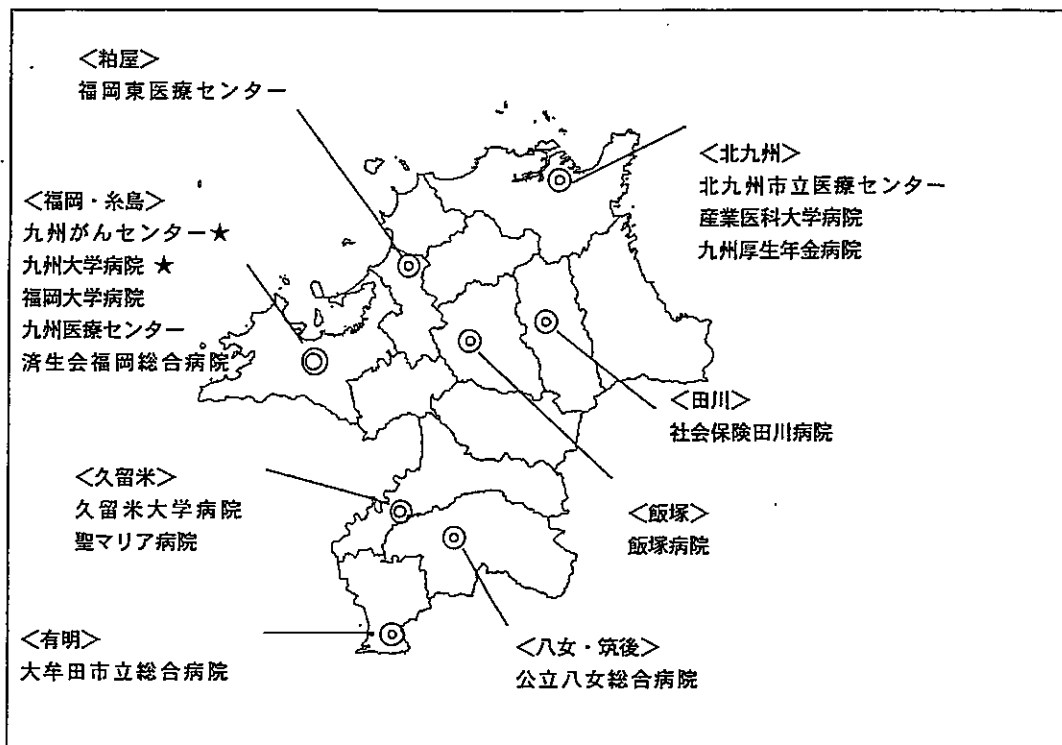 <粕屋>
福岡東医療センター
<北九州>
北九州市立医療センター
産業医科大学病院
九州厚生年金病院
<福岡・糸島>
九州がんセンター★
九州大学病院 ★
福岡大学病院
九州医療センター
済生会福岡総合病院
<田川>
社会保険田川病院
<久留米>
久留米大学病院
聖マリア病院
<飯塚>
飯塚病院
<有明>
大牟田市立総合病院
<八女・筑後>
公立八女総合病院